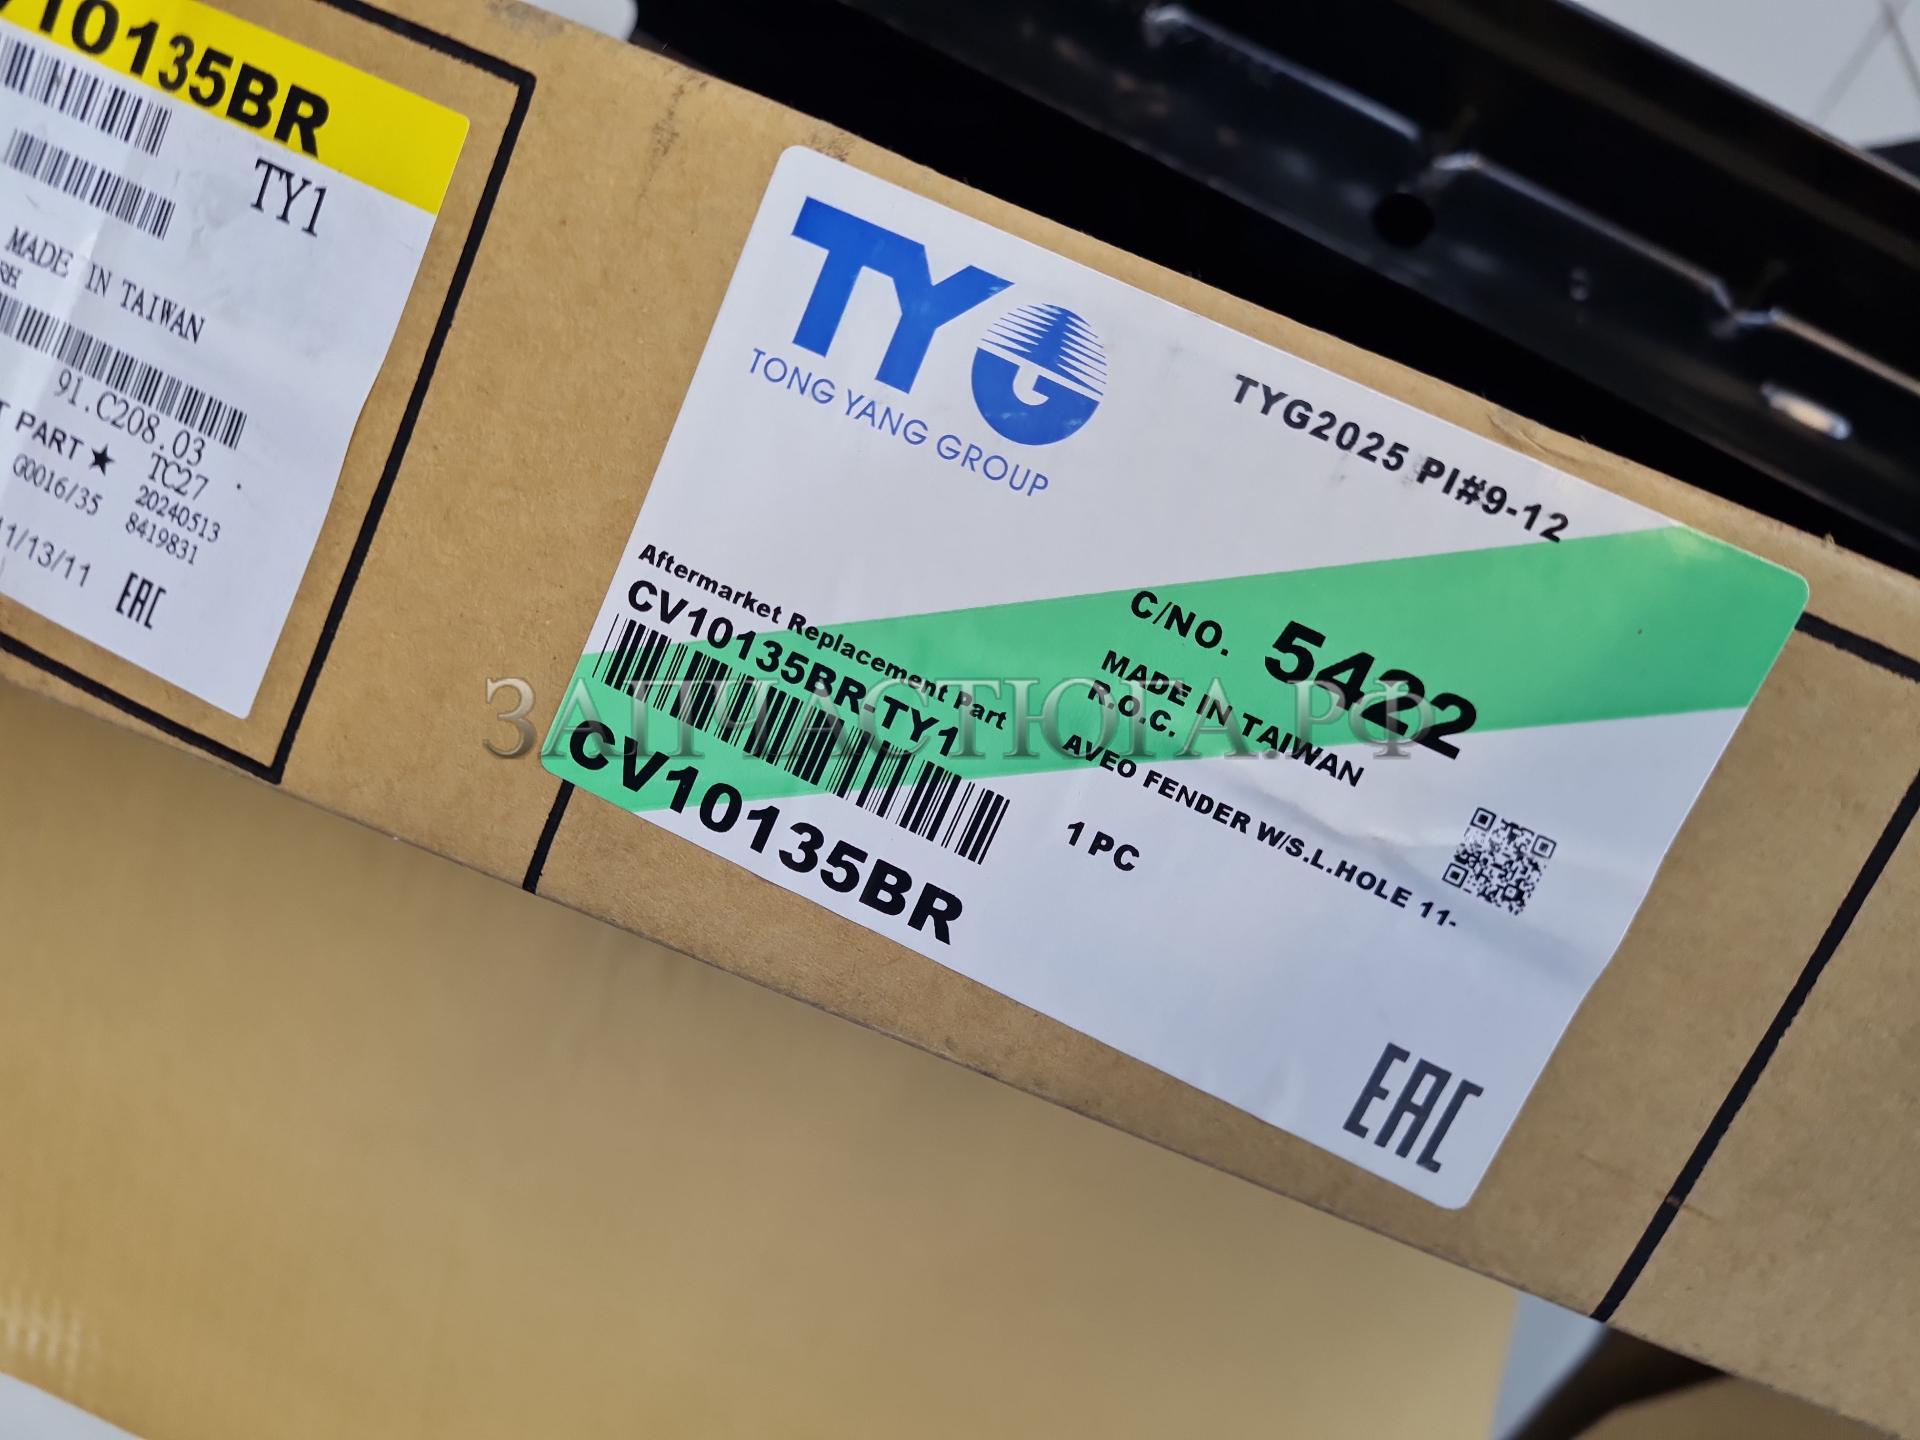 10135BR
TY1
MADE IN TAIWAN
RH
91.C208.03
PART ★ TC27
G0016/35 20240513
8419831
1/13/11 EAC
TYG
TONG YANG GROUP
TYG2025 PI#9-12
Aftermarket Replacement Part
CV10135BR-TY1
CV10135BR
C/NO. 5422
MADE IN TAIWAN
R.O.C.
AVEO FENDER W/S.L.HOLE 11-
1 PC
EAC
ЗАПЧАСТЮГА.РФ